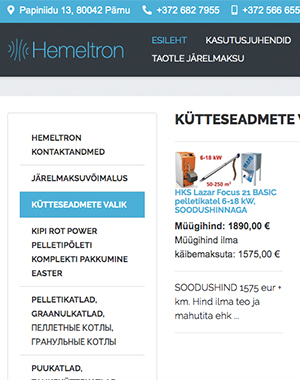 Papiniidu 13, 80042 Pärnu
+372 682 7955
+372 566 655
Hemeltron
ESILEHT
KASUTUSJUHENDID
TAOTLE JÄRELMAKSU
HEMELTRON
KONTAKTANDMED
JÄRELMAKSUVÕIMALUS
KÜTTESEADMETE VALIK
KIPI ROT POWER
PELLETIPÕLETI
KOMPLEKTI PAKKUMINE
EASTER
PELLETIKATLAD,
GRAANULKATLAD,
ПЕЛЛЕТНЫЕ КОТЛЫ,
ГРАНУЛЬНЫЕ КОТЛЫ
PUUKATLAD,
KÜTTESEADMETE
6-18 kW
50-250 m²
HKS Lazar Focus 21 BASIC
pelletikatel 6-18 kW,
SOODUSHINNAGA
Müügihind: 1890,00 €
Müügihind ilma
käibemaksuta: 1575,00 €
SOODUSHIND 1575 eur +
km. Hind ilma teo ja
mahutita ehk ...